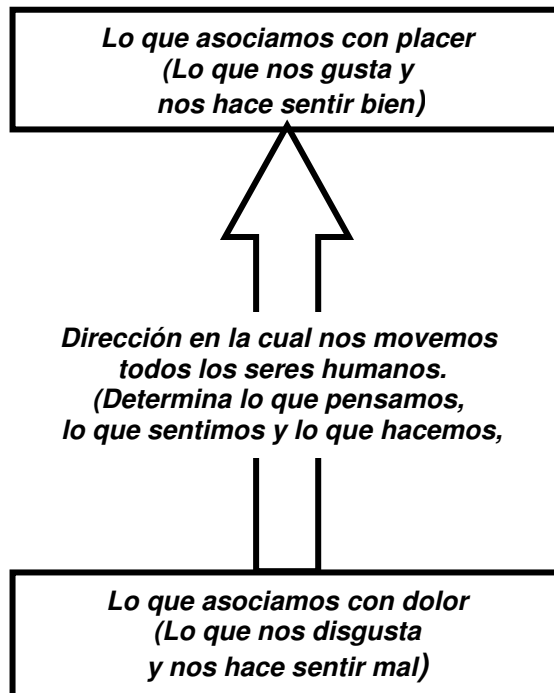 Lo que asociamos con placer
(Lo que nos gusta y
nos hace sentir bien)
Dirección en la cual nos movemos
todos los seres humanos.
(Determina lo que pensamos,
lo que sentimos y lo que hacemos,
Lo que asociamos con dolor
(Lo que nos disgusta
y nos hace sentir mal)